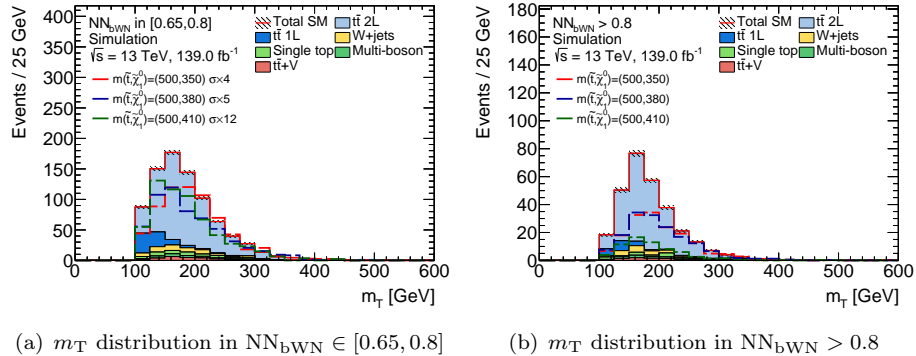 Events / 25 GeV
400
350
300
250
200
150
100
50
0
NN_bWN in [0.65,0.8]
Simulation
√s = 13 TeV, 139.0 fb⁻¹
m(t̃,χ̃⁰₁)=(500,350) σ×4
m(t̃,χ̃⁰₁)=(500,380) σ×5
m(t̃,χ̃⁰₁)=(500,410) σ×12
Total SM
tt̄ 2L
tt̄ 1L
W+jets
Single top
Multi-boson
tt̄+V
0 100 200 300 400 500 600
m_T [GeV]
(a) m_T distribution in NN_bWN ∈ [0.65, 0.8]
Events / 25 GeV
180
160
140
120
100
80
60
40
20
0
NN_bWN > 0.8
Simulation
√s = 13 TeV, 139.0 fb⁻¹
m(t̃,χ̃⁰₁)=(500,350)
m(t̃,χ̃⁰₁)=(500,380)
m(t̃,χ̃⁰₁)=(500,410)
Total SM
tt̄ 2L
tt̄ 1L
W+jets
Single top
Multi-boson
tt̄+V
0 100 200 300 400 500 600
m_T [GeV]
(b) m_T distribution in NN_bWN > 0.8